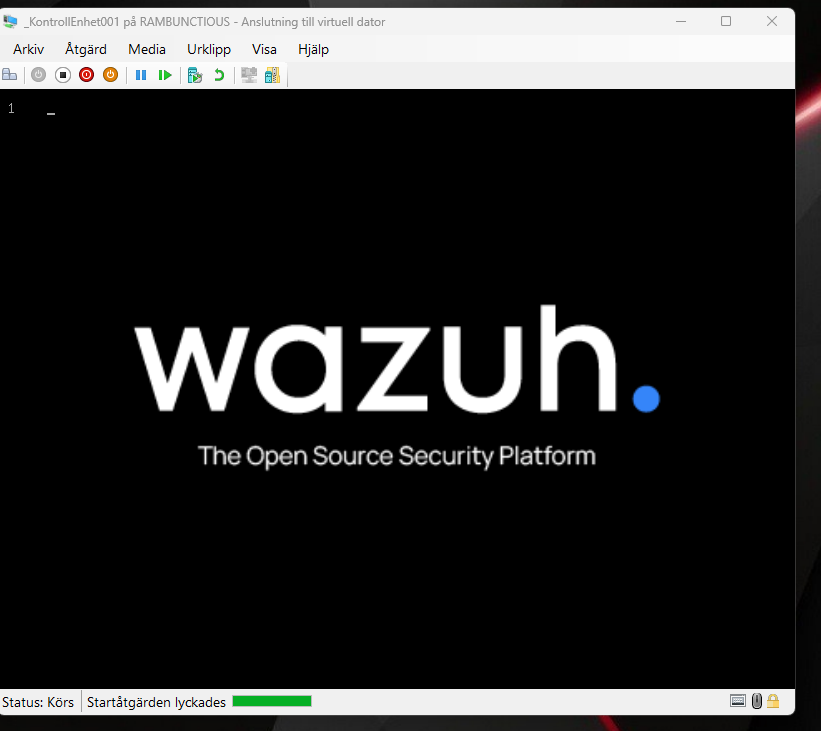 _KontrollEnhet001 på RAMBUNCTIOUS - Anslutning till virtuell dator
Arkiv Åtgärd Media Urklipp Visa Hjälp
1 _
wazuh.
The Open Source Security Platform
Status: Körs Startåtgärden lyckades